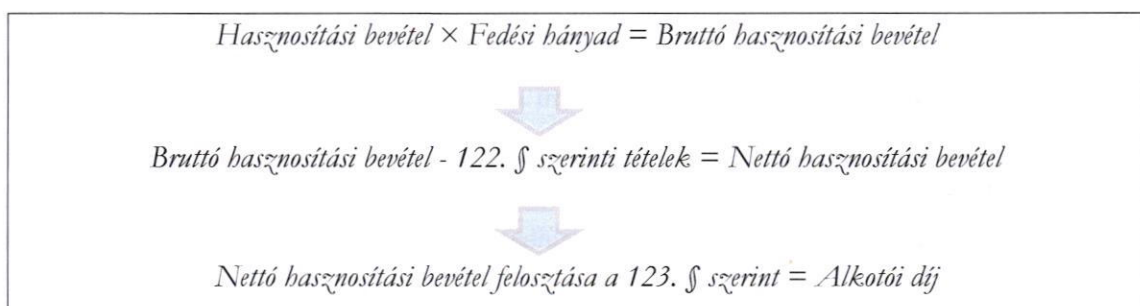 Hasznosítási bevétel × Fedési hányad = Bruttó hasznosítási bevétel
Bruttó hasznosítási bevétel - 122. § szerinti tételek = Nettó hasznosítási bevétel
Nettó hasznosítási bevétel felosztása a 123. § szerint = Alkotói díj